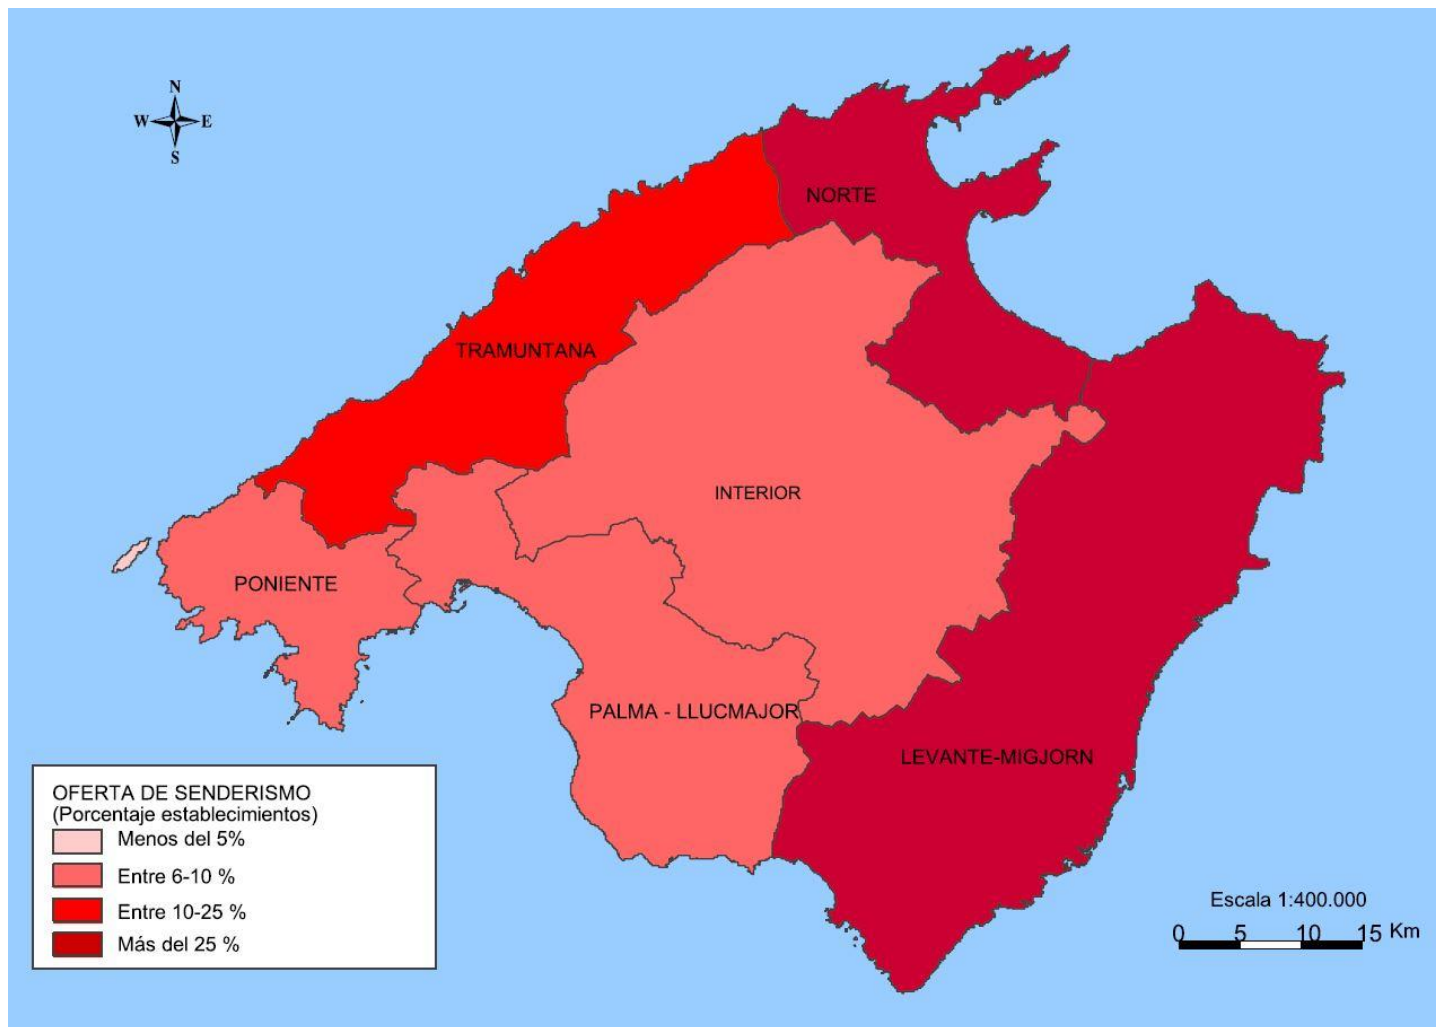 N
W E
S
NORTE
TRAMUNTANA
INTERIOR
PONIENTE
PALMA - LLUCMAJOR
LEVANTE-MIGJORN
OFERTA DE SENDERISMO
(Porcentaje establecimientos)
Menos del 5%
Entre 6-10 %
Entre 10-25 %
Más del 25 %
Escala 1:400.000
0 5 10 15 Km